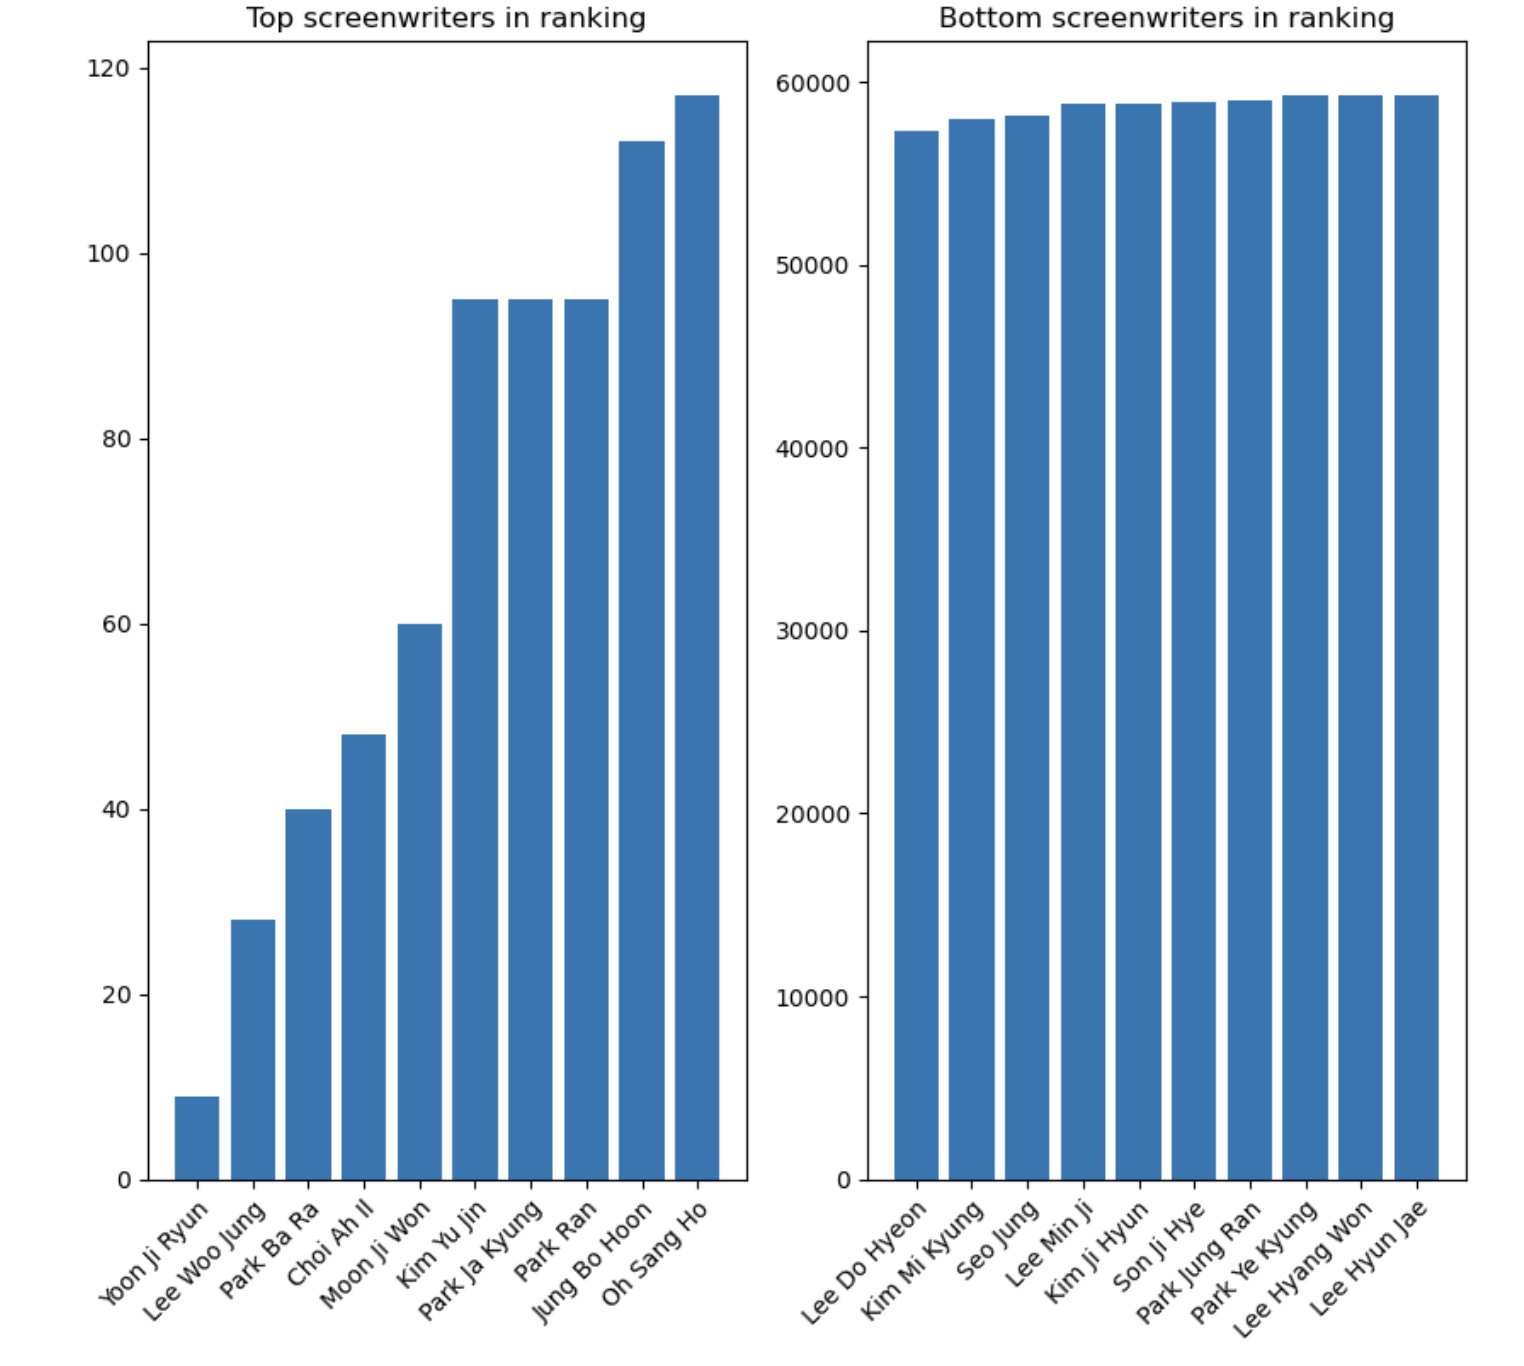 Top screenwriters in ranking
120
100
80
60
40
20
0
Yoon Ji Ryun
Lee Woo Jung
Park Ba Ra
Choi Ah Il
Moon Ji Won
Kim Yu Jin
Park Ja Kyung
Park Ran
Jung Bo Hoon
Oh Sang Ho
Bottom screenwriters in ranking
60000
50000
40000
30000
20000
10000
0
Lee Do Hyeon
Kim Mi Kyung
Seo Jung
Lee Min Ji
Kim Ji Hyun
Son Ji Hye
Park Jung Ran
Park Ye Kyung
Lee Hyang Won
Lee Hyun Jae